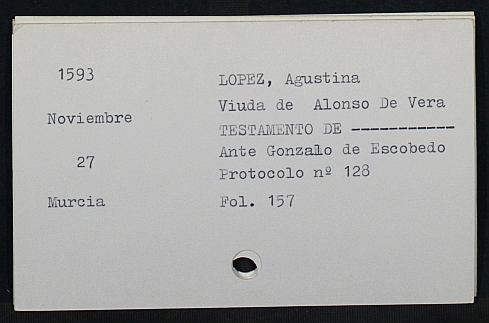 1593
Noviembre
27
Murcia
LOPEZ, Agustina
Viuda de Alonso De Vera
TESTAMENTO DE -----------
Ante Gonzalo de Escobedo
Protocolo nº 128
Fol. 157